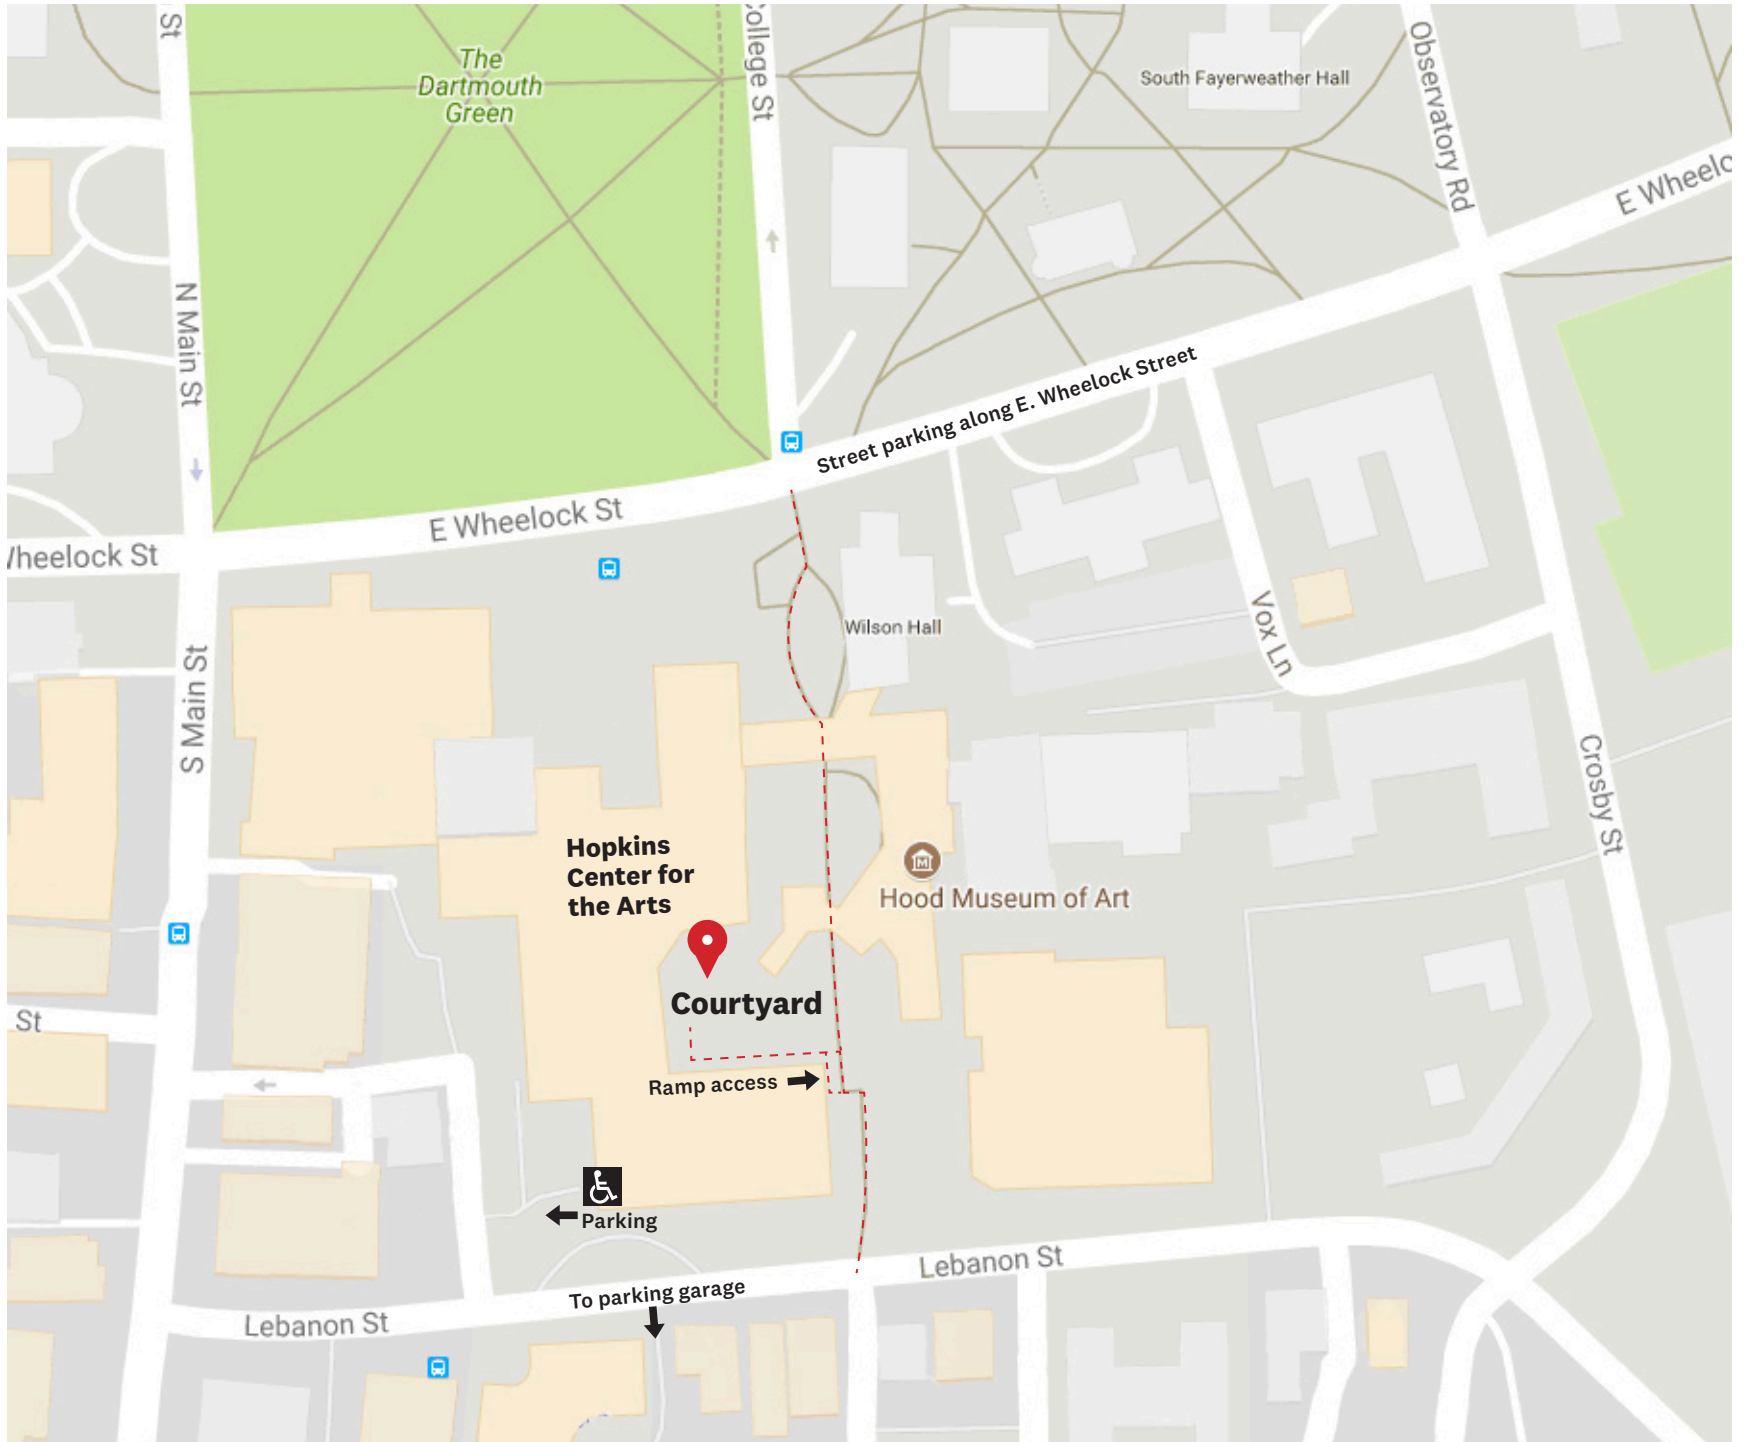 St
The
Dartmouth
Green
College St
South Fayerweather Hall
Observatory Rd
E Wheeloc
N Main St
Street parking along E. Wheelock Street
E Wheelock St
Wheelock St
Wilson Hall
Vox Ln
S Main St
Crosby St
Hopkins
Center for
the Arts
M
Hood Museum of Art
Courtyard
St
Ramp access
Parking
Lebanon St
To parking garage
Lebanon St